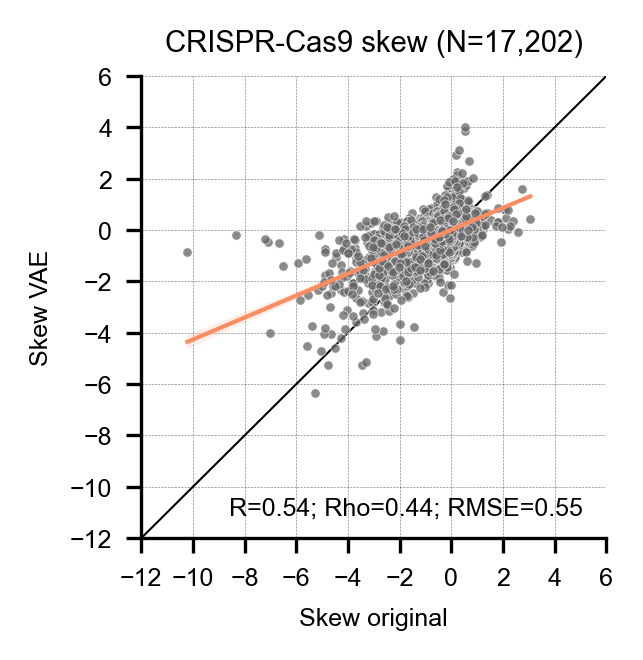 CRISPR-Cas9 skew (N=17,202)
6
4
2
0
−2
−4
−6
−8
−10
−12
Skew VAE
R=0.54; Rho=0.44; RMSE=0.55
−12 −10 −8 −6 −4 −2 0 2 4 6
Skew original